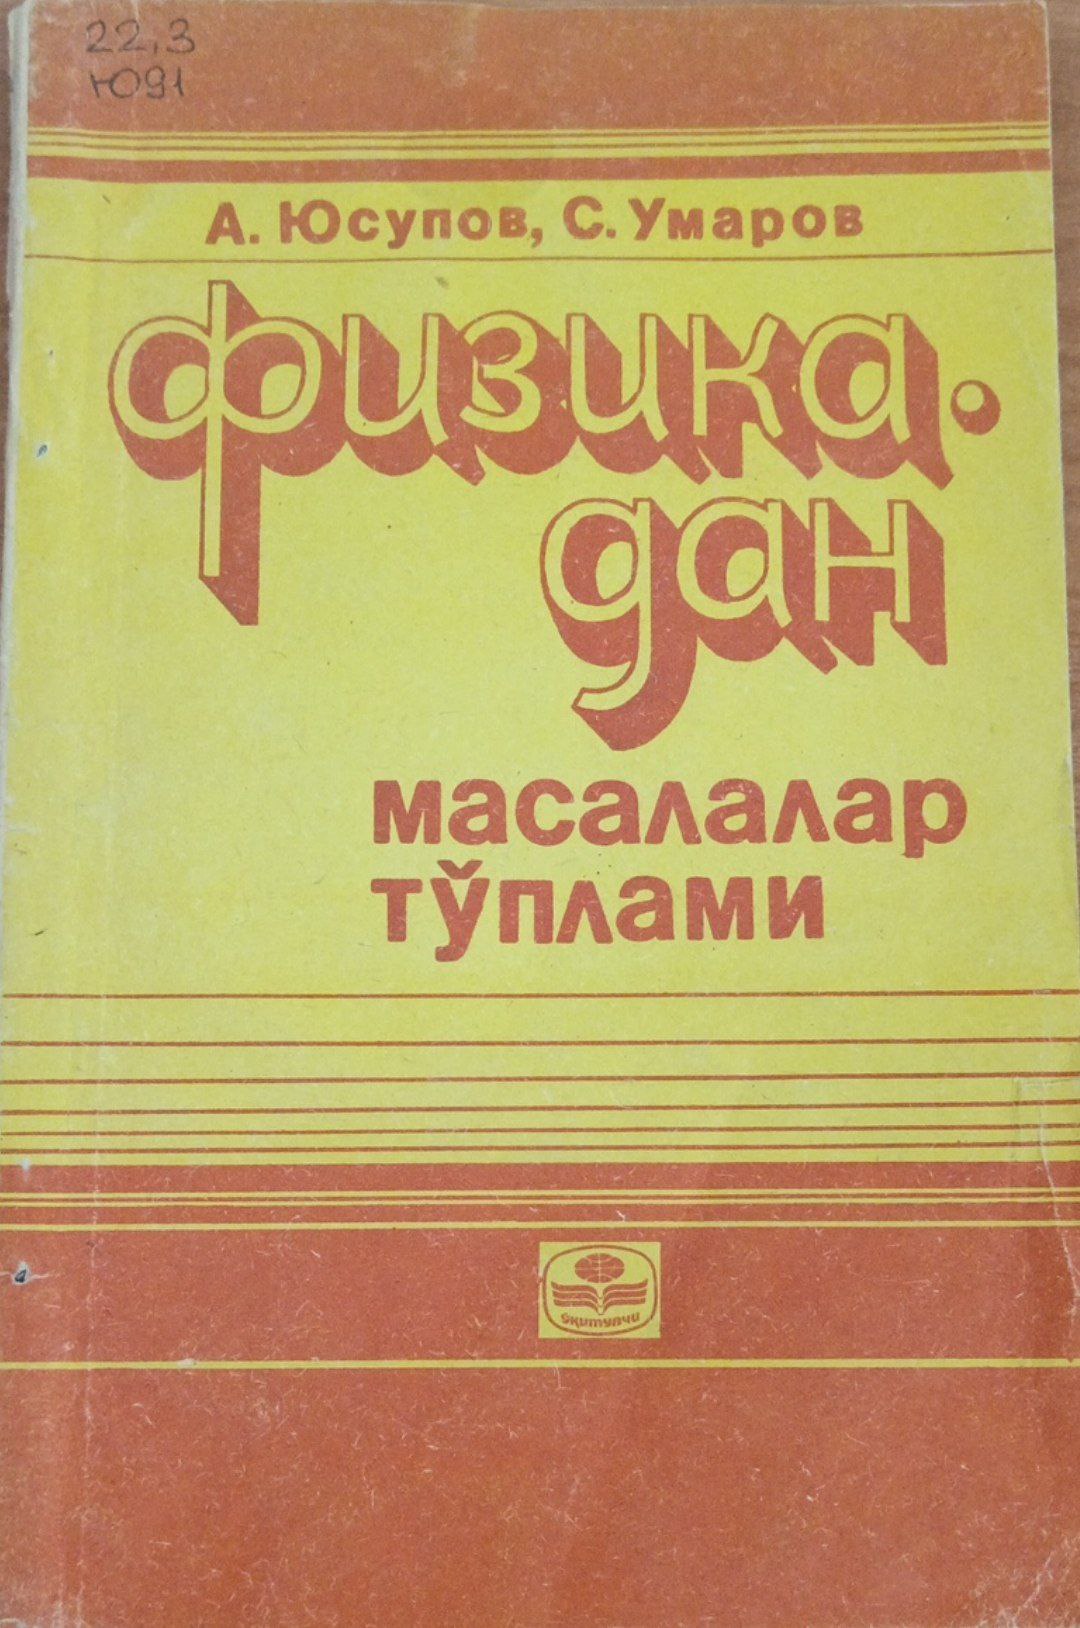 22,3
Ю91
А. Юсупов, С. Умаров
физика-
дан
масалалар
тўплами
ўқитувчи